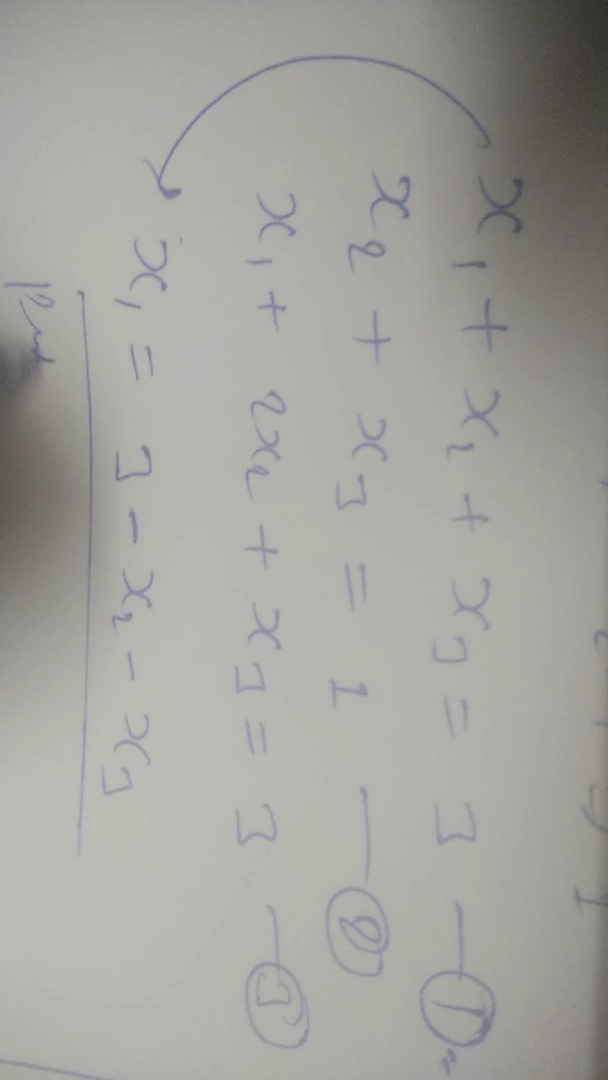 x₁ + x₂ + x₃ = 3 — ①
x₂ + x₃ = 1 — ②
x₁ + 2x₂ + x₃ = 3 — ③
x₁ = 3 - x₂ - x₃